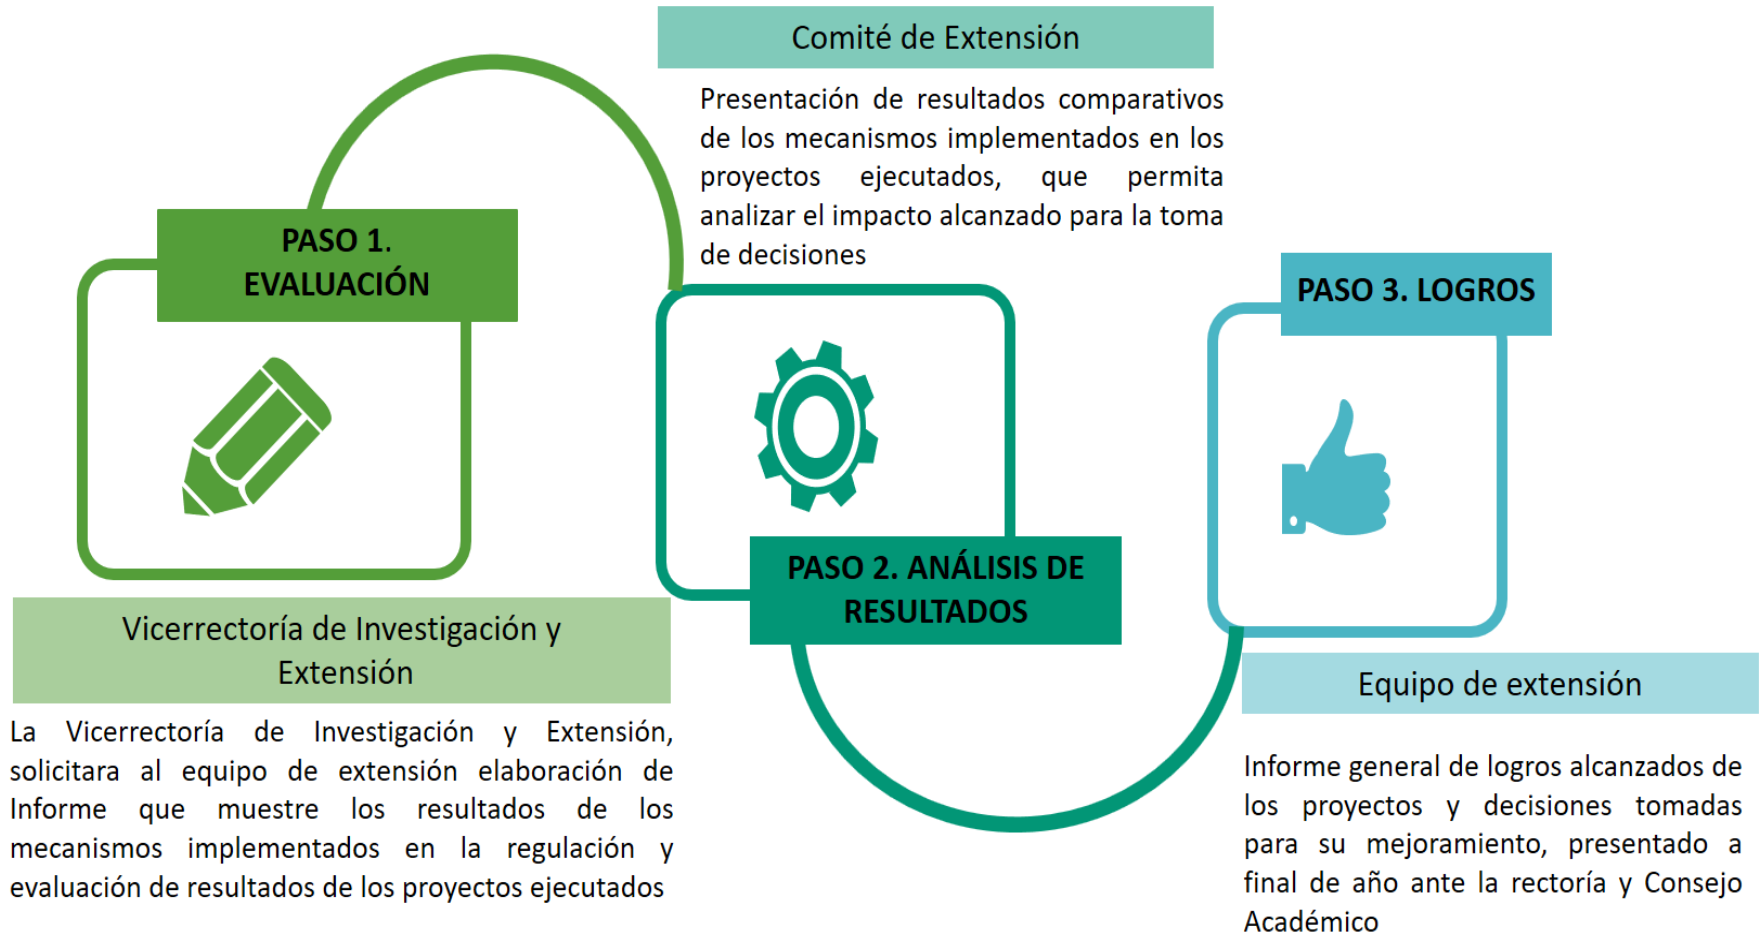 PASO 1.
EVALUACIÓN
Vicerrectoría de Investigación y
Extensión
La Vicerrectoría de Investigación y Extensión,
solicitara al equipo de extensión elaboración de
Informe que muestre los resultados de los
mecanismos implementados en la regulación y
evaluación de resultados de los proyectos ejecutados
Comité de Extensión
Presentación de resultados comparativos
de los mecanismos implementados en los
proyectos ejecutados, que permita
analizar el impacto alcanzado para la toma
de decisiones
PASO 2. ANÁLISIS DE
RESULTADOS
PASO 3. LOGROS
Equipo de extensión
Informe general de logros alcanzados de
los proyectos y decisiones tomadas
para su mejoramiento, presentado a
final de año ante la rectoría y Consejo
Académico